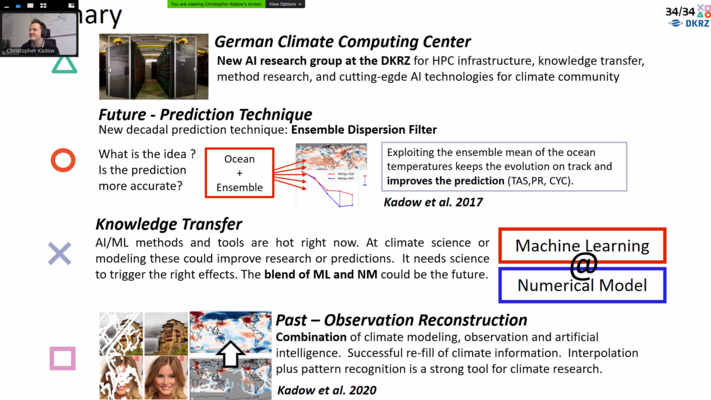 You are viewing Christopher Kadow's screen
View Options
mary
34/34
DKRZ
Christopher Kadow
German Climate Computing Center
New AI research group at the DKRZ for HPC infrastructure, knowledge transfer,
method research, and cutting-egde AI technologies for climate community
Future - Prediction Technique
New decadal prediction technique: Ensemble Dispersion Filter
What is the idea ?
Is the prediction
more accurate?
Ocean
+
Ensemble
Exploiting the ensemble mean of the ocean
temperatures keeps the evolution on track and
improves the prediction (TAS,PR, CYC).
Kadow et al. 2017
Knowledge Transfer
AI/ML methods and tools are hot right now. At climate science or
modeling these could improve research or predictions. It needs science
to trigger the right effects. The blend of ML and NM could be the future.
Machine Learning
@
Numerical Model
Past – Observation Reconstruction
Combination of climate modeling, observation and artificial
intelligence. Successful re-fill of climate information. Interpolation
plus pattern recognition is a strong tool for climate research.
Kadow et al. 2020